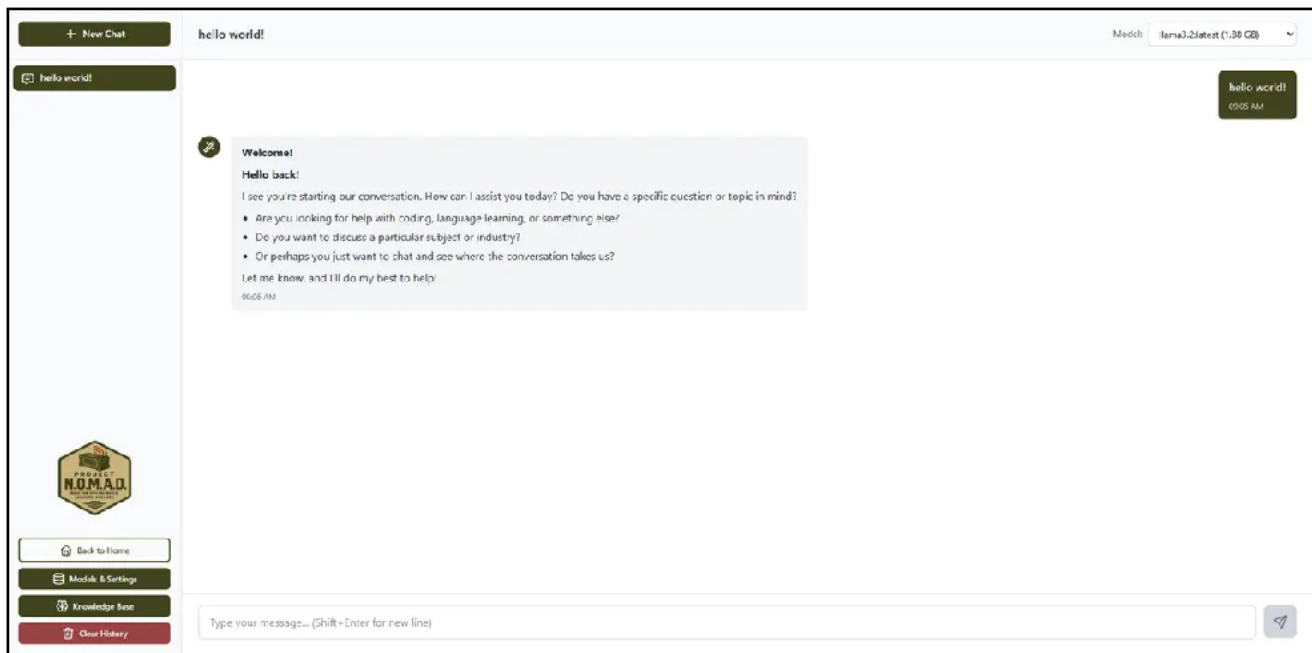 + New Chat
hello world!
Model: llama3.2:latest (1.88 GB)
hello world!
hello world!
09:05 AM
Welcome!
Hello back!
I see you're starting our conversation. How can I assist you today? Do you have a specific question or topic in mind?
• Are you looking for help with coding, language learning, or something else?
• Do you want to discuss a particular subject or industry?
• Or perhaps you just want to chat and see where the conversation takes us?
Let me know, and I'll do my best to help!
09:05 AM
PROJECT
N.O.M.A.D.
Back to Home
Models & Settings
Knowledge Base
Clear History
Type your message... (Shift+Enter for new line)